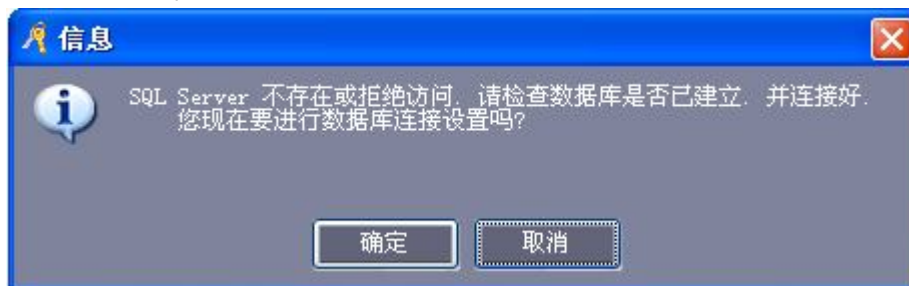 信息
SQL Server 不存在或拒绝访问. 请检查数据库是否已建立. 并连接好.
您现在要进行数据库连接设置吗?
确定
取消